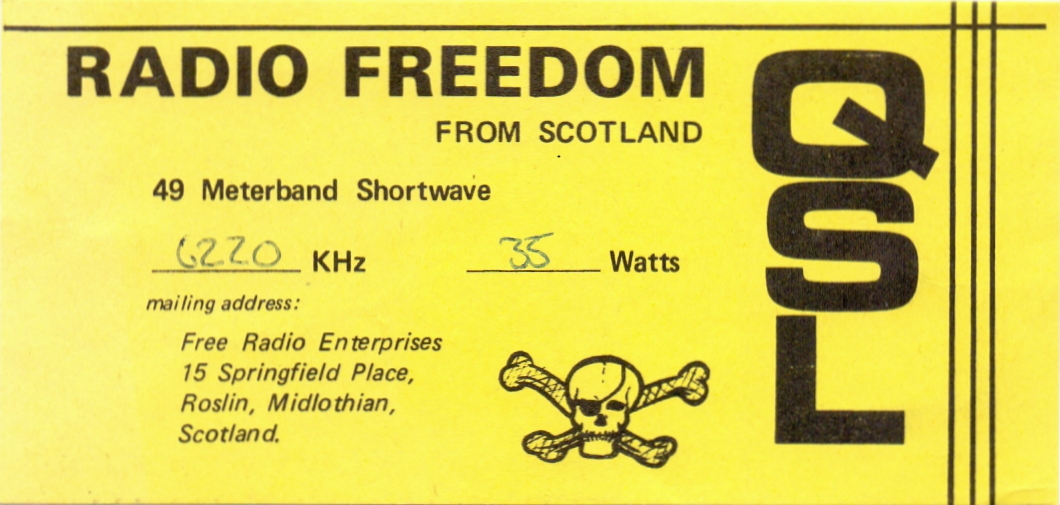 RADIO FREEDOM
FROM SCOTLAND
49 Meterband Shortwave
6220 KHz 35 Watts
mailing address:
Free Radio Enterprises
15 Springfield Place,
Roslin, Midlothian,
Scotland.
QSL